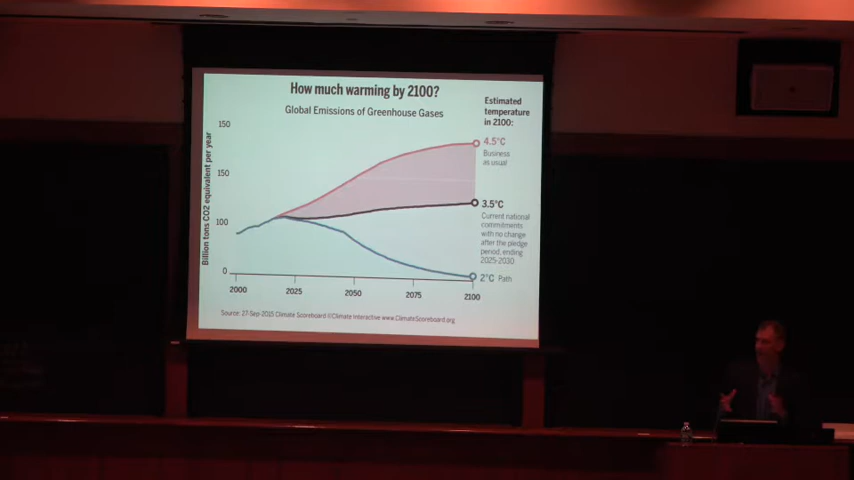 How much warming by 2100?
Global Emissions of Greenhouse Gases
Estimated
temperature
in 2100:
150
150
100
0
Billion tons CO2 equivalent per year
4.5°C
Business
as usual
3.5°C
Current national
commitments
with no change
after the pledge
period, ending
2025-2030
2°C Path
2000
2025
2050
2075
2100
Source: 27-Sep-2015 Climate Scoreboard ©Climate Interactive www.ClimateScoreboard.org